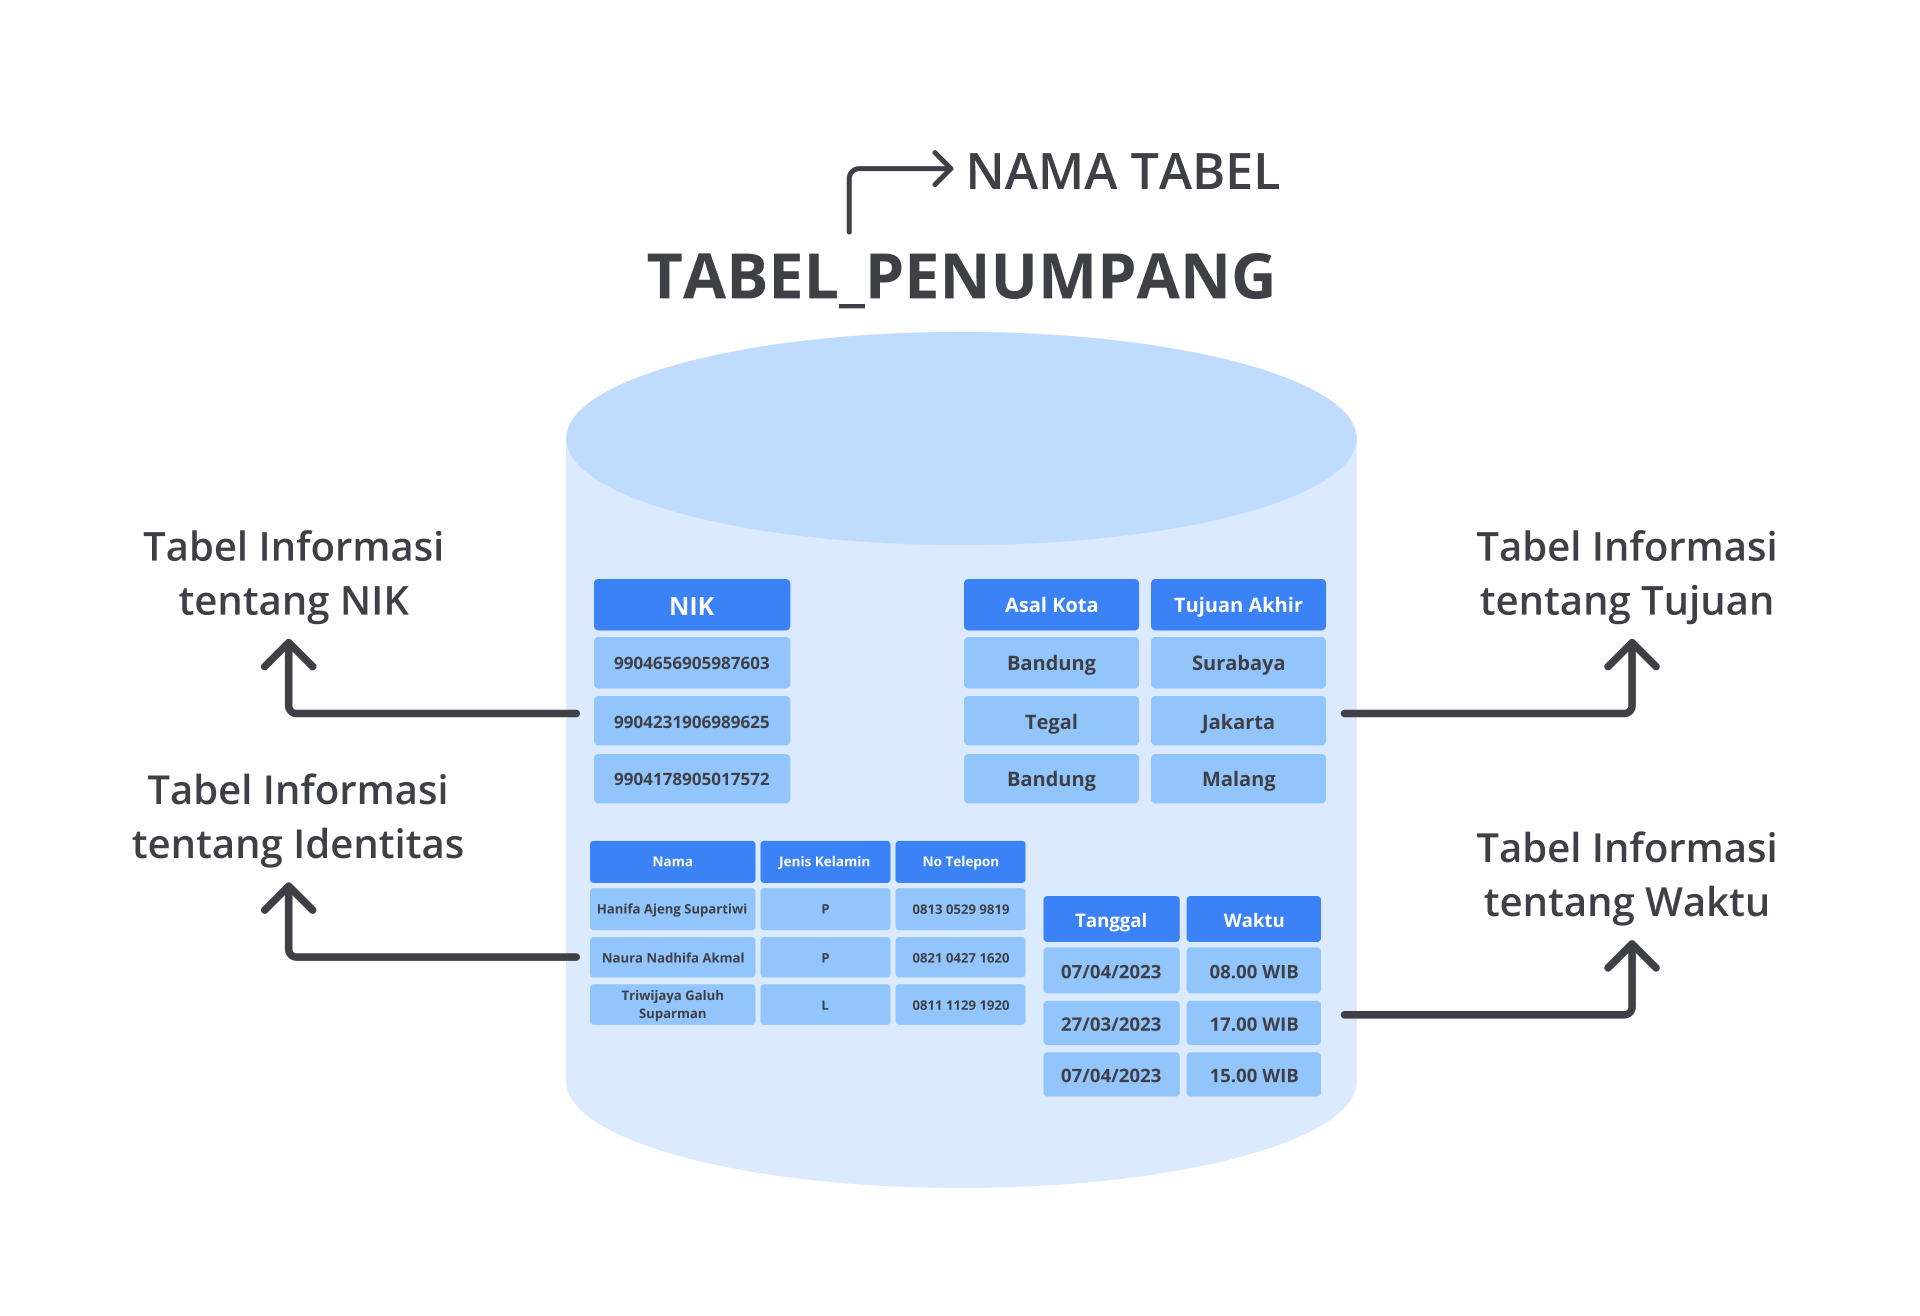 NAMA TABEL
TABEL_PENUMPANG
Tabel Informasi
tentang NIK
Tabel Informasi
tentang Tujuan
NIK
9904656905987603
9904231906989625
9904178905017572
Asal Kota Tujuan Akhir
Bandung Surabaya
Tegal Jakarta
Bandung Malang
Tabel Informasi
tentang Identitas
Tabel Informasi
tentang Waktu
Nama Jenis Kelamin No Telepon
Hanifa Ajeng Supartiwi P 0813 0529 9819
Naura Nadhifa Akmal P 0821 0427 1620
Triwijaya Galuh
Suparman L 0811 1129 1920
Tanggal Waktu
07/04/2023 08.00 WIB
27/03/2023 17.00 WIB
07/04/2023 15.00 WIB